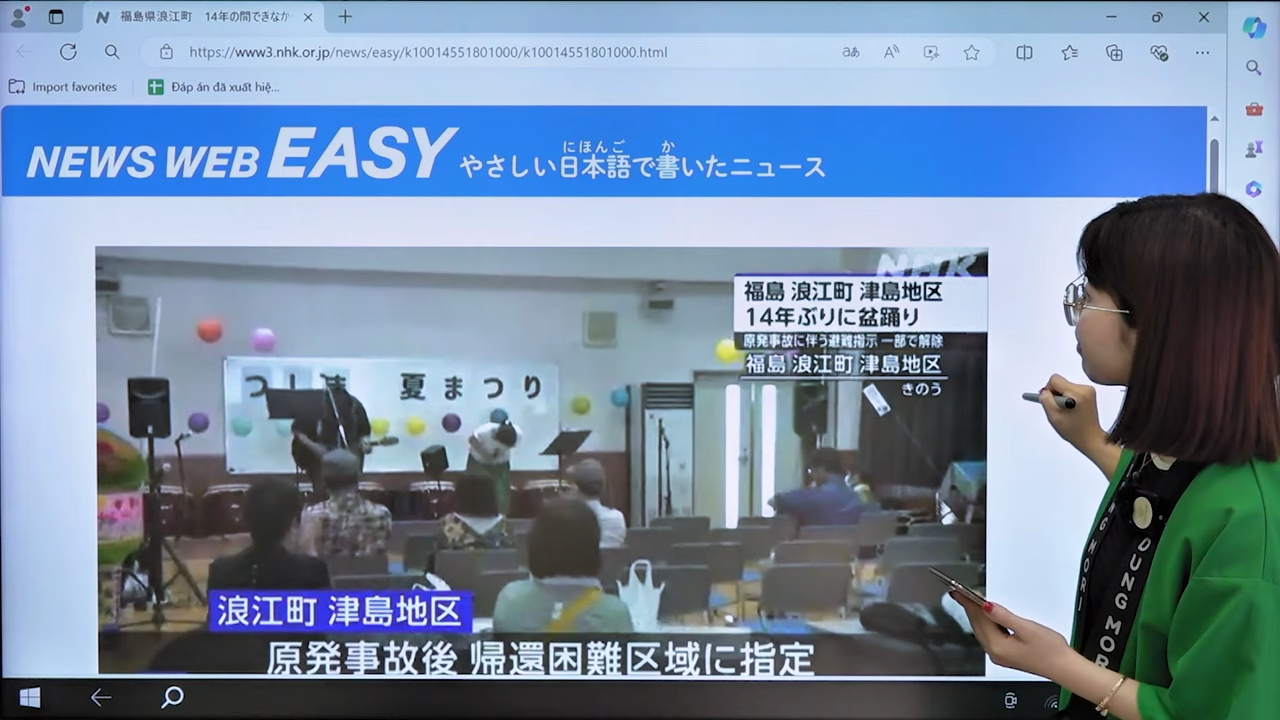 福島県浪江町 14年の間できなか
https://www3.nhk.or.jp/news/easy/k10014551801000/k10014551801000.html
Import favorites
Đáp án đã xuất hiệ...
NEWS WEB EASY
やさしい日本語で書いたニュース
にほんご
か
NHK
福島 浪江町 津島地区
14年ぶりに盆踊り
原発事故に伴う避難指示 一部で解除
福島 浪江町 津島地区
きのう
つしま 夏まつり
浪江町 津島地区
原発事故後 帰還困難区域に指定